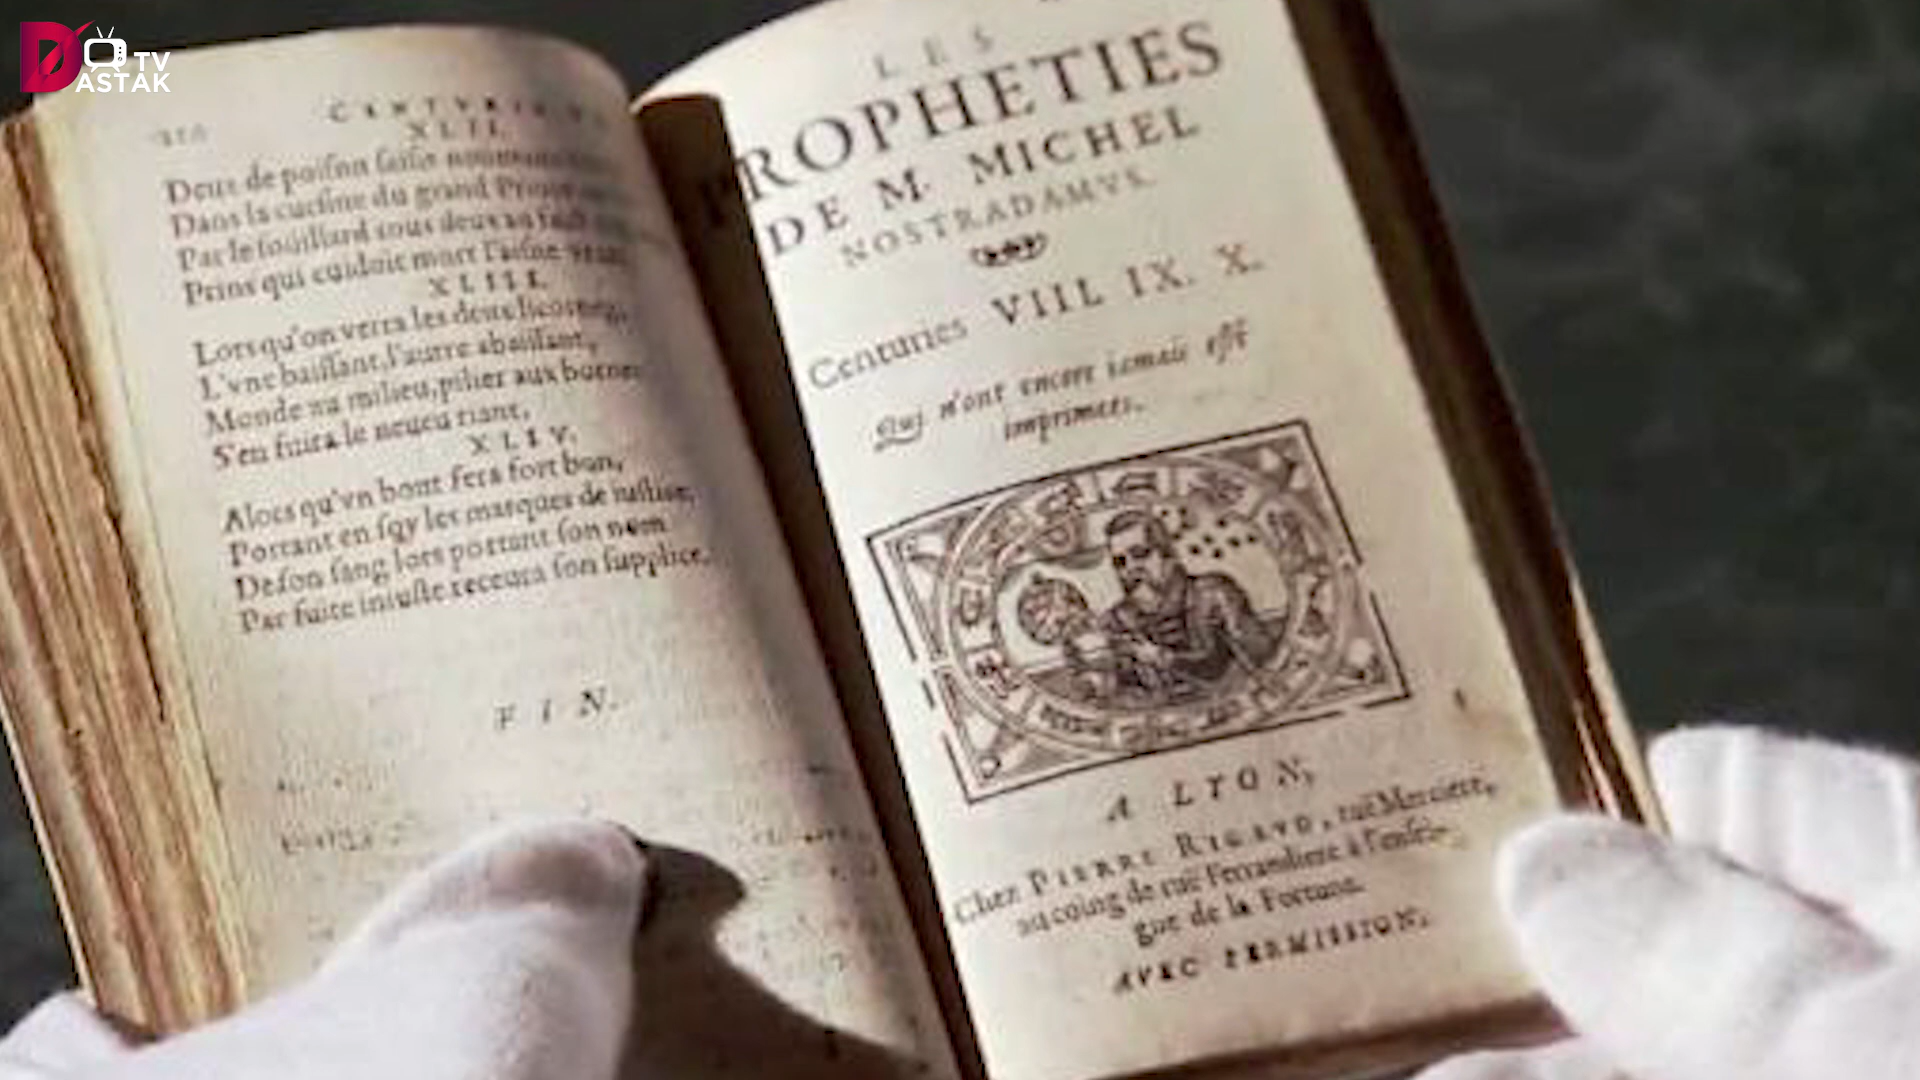 DASTAK TV
XLII.
Deux de poison saisis nouveaux
Dans la cuisine du grand Prince
Par le souillard tous deux au faict
Prins qui cuidoit mort l'aisné
XLIII.
Lors qu'on verra les deux licornes,
L'vne baissant, l'autre abaissant,
Monde au milieu, pilier aux bornes
S'en fuira le neueu riant.
XLIV.
Alors qu'vn bont fera fort bon,
Portant en soy les marques de iustice,
De son sang lors portant son nom
Par fuite iniuste receura son supplice.
FIN.
LES
PROPHETIES
DE M. MICHEL
NOSTRADAMVS.
Centuries VIII. IX. X.
Qui n'ont encore iamais esté
imprimees.
A LYON,
Chez PIERRE RIGAVD, ruë Merciere,
au coing de ruë Ferrandiere à l'ensei-
gne de la Fortune.
AVEC PERMISSION.